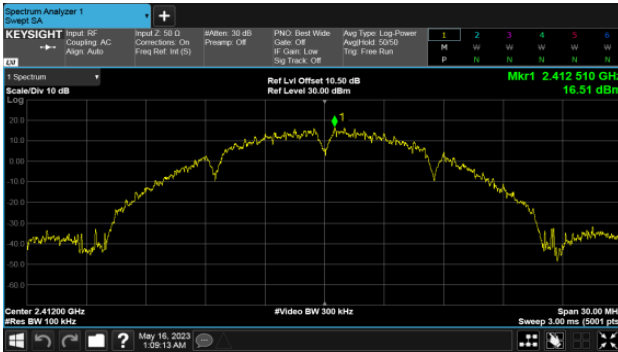 Spectrum Analyzer 1
Swept SA
+
KEYSIGHT
Input: RF
Coupling: AC
Align: Auto
Input Z: 50 Ω
Corrections: On
Freq Ref: Int (S)
#Atten: 30 dB
Preamp: Off
PNO: Best Wide
Gate: Off
IF Gain: Low
Sig Track: Off
Avg Type: Log-Power
Avg|Hold: 50/50
Trig: Free Run
1 2 3 4 5 6
M W W W W W
P N N N N N
LXI
1 Spectrum
Scale/Div 10 dB
Ref Lvl Offset 10.50 dB
Ref Level 30.00 dBm
Mkr1 2.412 510 GHz
16.51 dBm
Log
1
20.0
10.0
0.00
-10.0
-20.0
-30.0
-40.0
-50.0
-60.0
Center 2.41200 GHz
#Res BW 100 kHz
#Video BW 300 kHz
Span 30.00 MH
Sweep 3.00 ms (5001 pts
?
May 16, 2023
1:09:13 AM